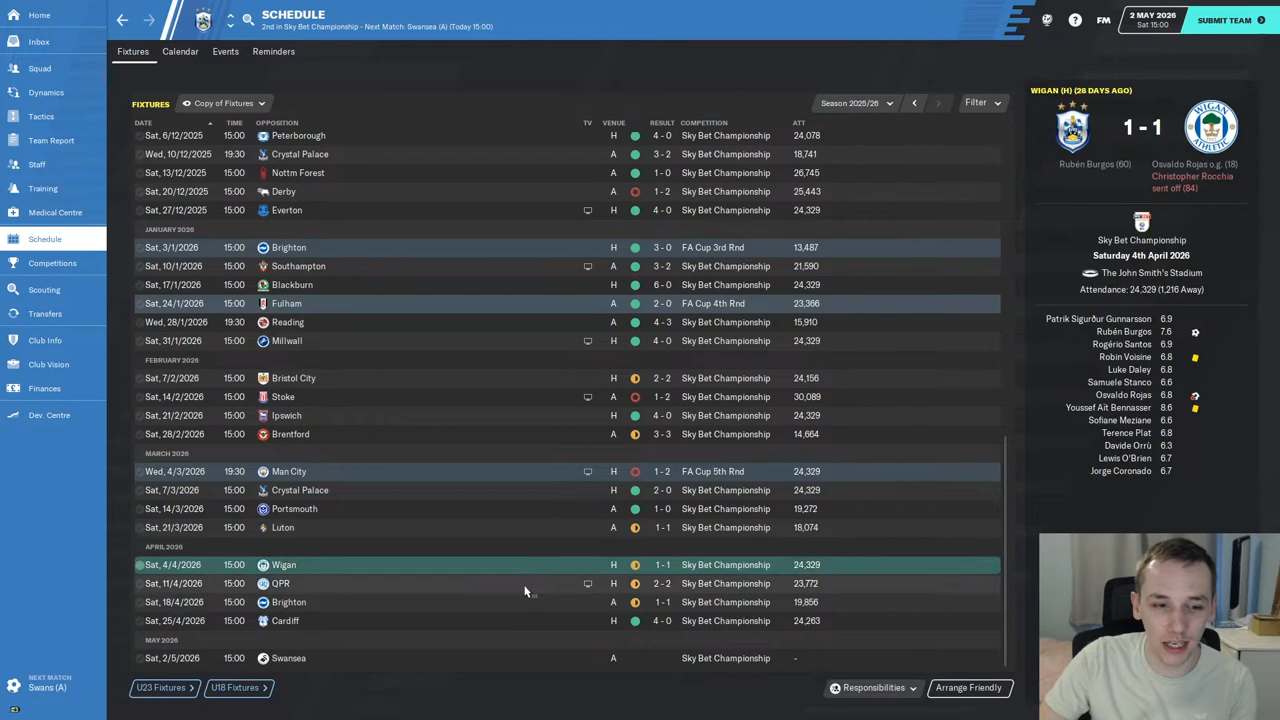 Home
Inbox
Squad
Dynamics
Tactics
Team Report
Staff
Training
Medical Centre
Schedule
Competitions
Scouting
Transfers
Club Info
Club Vision
Finances
Dev. Centre
NEXT MATCH
Swans (A)
SCHEDULE
2nd in Sky Bet Championship - Next Match: Swansea (A) (Today 15:00)
FM
2 MAY 2026
Sat 15:00
SUBMIT TEAM
Fixtures Calendar Events Reminders
FIXTURES Copy of Fixtures Season 2025/26 Filter
DATE TIME OPPOSITION TV VENUE RESULT COMPETITION ATT
Sat, 6/12/2025 15:00 Peterborough H 4 - 0 Sky Bet Championship 24,078
Wed, 10/12/2025 19:30 Crystal Palace A 3 - 2 Sky Bet Championship 18,741
Sat, 13/12/2025 15:00 Nottm Forest A 1 - 0 Sky Bet Championship 26,745
Sat, 20/12/2025 15:00 Derby A 1 - 2 Sky Bet Championship 25,443
Sat, 27/12/2025 15:00 Everton H 4 - 0 Sky Bet Championship 24,329
JANUARY 2026
Sat, 3/1/2026 15:00 Brighton H 3 - 0 FA Cup 3rd Rnd 13,487
Sat, 10/1/2026 15:00 Southampton A 3 - 2 Sky Bet Championship 21,590
Sat, 17/1/2026 15:00 Blackburn H 6 - 0 Sky Bet Championship 24,329
Sat, 24/1/2026 15:00 Fulham A 2 - 0 FA Cup 4th Rnd 23,366
Wed, 28/1/2026 19:30 Reading A 4 - 3 Sky Bet Championship 15,910
Sat, 31/1/2026 15:00 Millwall H 4 - 0 Sky Bet Championship 24,329
FEBRUARY 2026
Sat, 7/2/2026 15:00 Bristol City H 2 - 2 Sky Bet Championship 24,156
Sat, 14/2/2026 15:00 Stoke A 1 - 2 Sky Bet Championship 30,089
Sat, 21/2/2026 15:00 Ipswich H 4 - 0 Sky Bet Championship 24,329
Sat, 28/2/2026 15:00 Brentford A 3 - 3 Sky Bet Championship 14,664
MARCH 2026
Wed, 4/3/2026 19:30 Man City H 1 - 2 FA Cup 5th Rnd 24,329
Sat, 7/3/2026 15:00 Crystal Palace H 2 - 0 Sky Bet Championship 24,329
Sat, 14/3/2026 15:00 Portsmouth A 1 - 0 Sky Bet Championship 19,272
Sat, 21/3/2026 15:00 Luton A 1 - 1 Sky Bet Championship 18,074
APRIL 2026
Sat, 4/4/2026 15:00 Wigan H 1 - 1 Sky Bet Championship 24,329
Sat, 11/4/2026 15:00 QPR H 2 - 2 Sky Bet Championship 23,772
Sat, 18/4/2026 15:00 Brighton A 1 - 1 Sky Bet Championship 19,856
Sat, 25/4/2026 15:00 Cardiff H 4 - 0 Sky Bet Championship 24,263
MAY 2026
Sat, 2/5/2026 15:00 Swansea A Sky Bet Championship -
U23 Fixtures U18 Fixtures Responsibilities Arrange Friendly
WIGAN (H) (28 DAYS AGO)
1 - 1
Rubén Burgos (60) Osvaldo Rojas o.g. (18)
Christopher Rocchia
sent off (84)
Sky Bet Championship
Saturday 4th April 2026
The John Smith's Stadium
Attendance: 24,329 (1,216 Away)
Patrik Sigurður Gunnarsson 6.9
Rubén Burgos 7.6
Rogério Santos 6.9
Robin Voisine 6.8
Luke Daley 6.8
Samuele Stanco 6.6
Osvaldo Rojas 6.8
Youssef Aït Bennasser 8.6
Sofiane Meziane 6.6
Terence Plat 6.8
Davide Orrù 6.3
Lewis O'Brien 6.7
Jorge Coronado 6.7